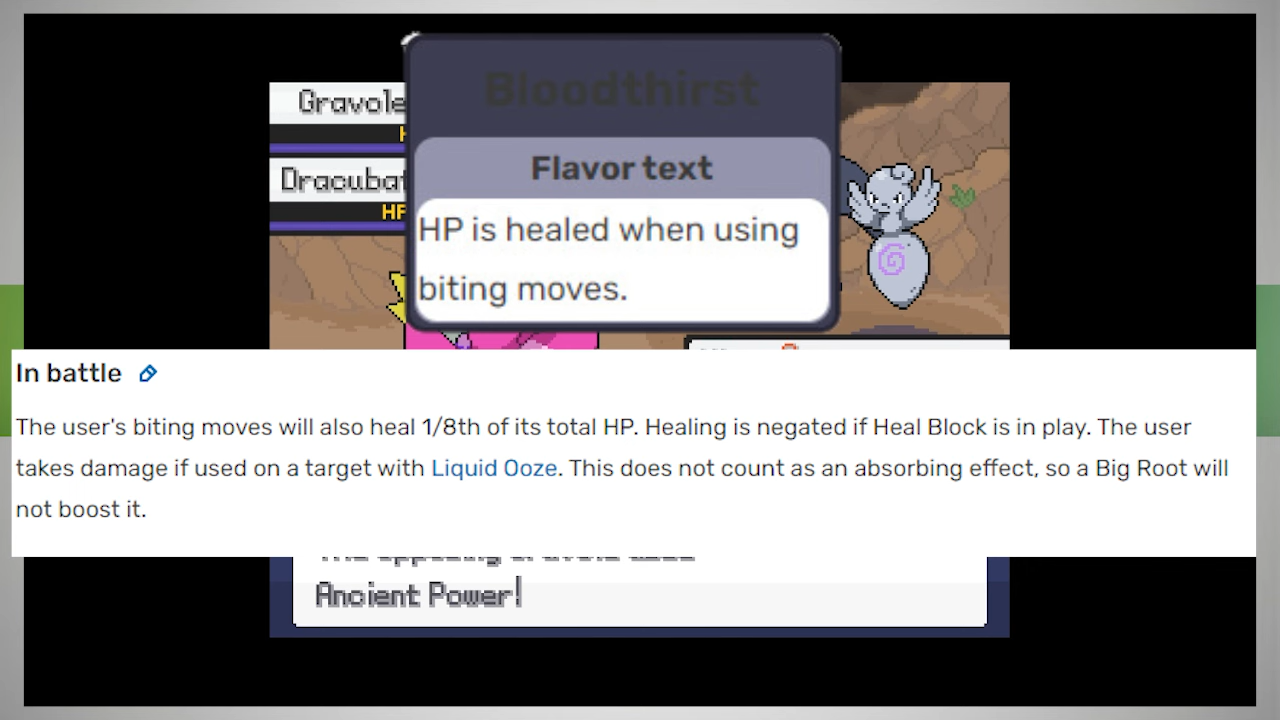 Bloodthirst
Gravole
H
Flavor text
Dracubat
HP
HP is healed when using
biting moves.
In battle
The user's biting moves will also heal 1/8th of its total HP. Healing is negated if Heal Block is in play. The user
takes damage if used on a target with Liquid Ooze. This does not count as an absorbing effect, so a Big Root will
not boost it.
Ancient Power!